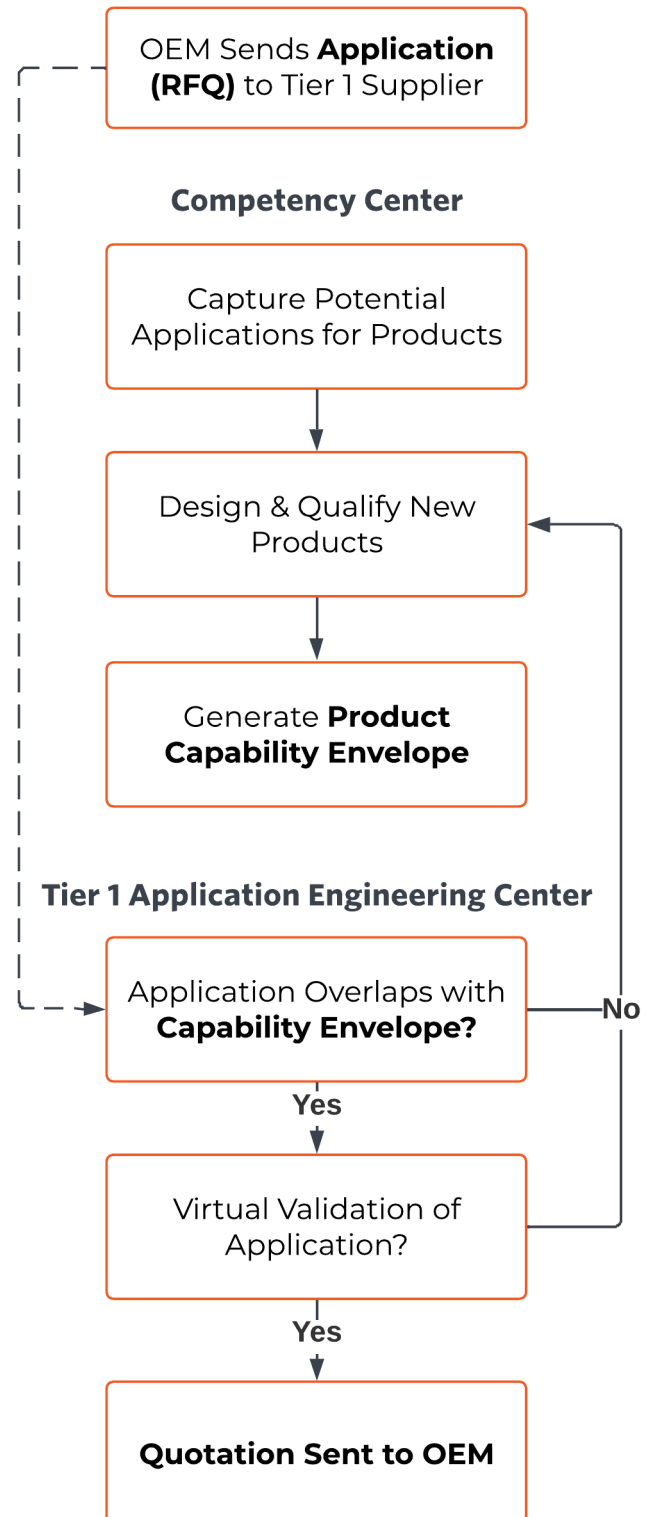 OEM Sends Application
(RFQ) to Tier 1 Supplier
Competency Center
Capture Potential
Applications for Products
Design & Qualify New
Products
Generate Product
Capability Envelope
Tier 1 Application Engineering Center
Application Overlaps with
Capability Envelope?
No
Yes
Virtual Validation of
Application?
Yes
Quotation Sent to OEM